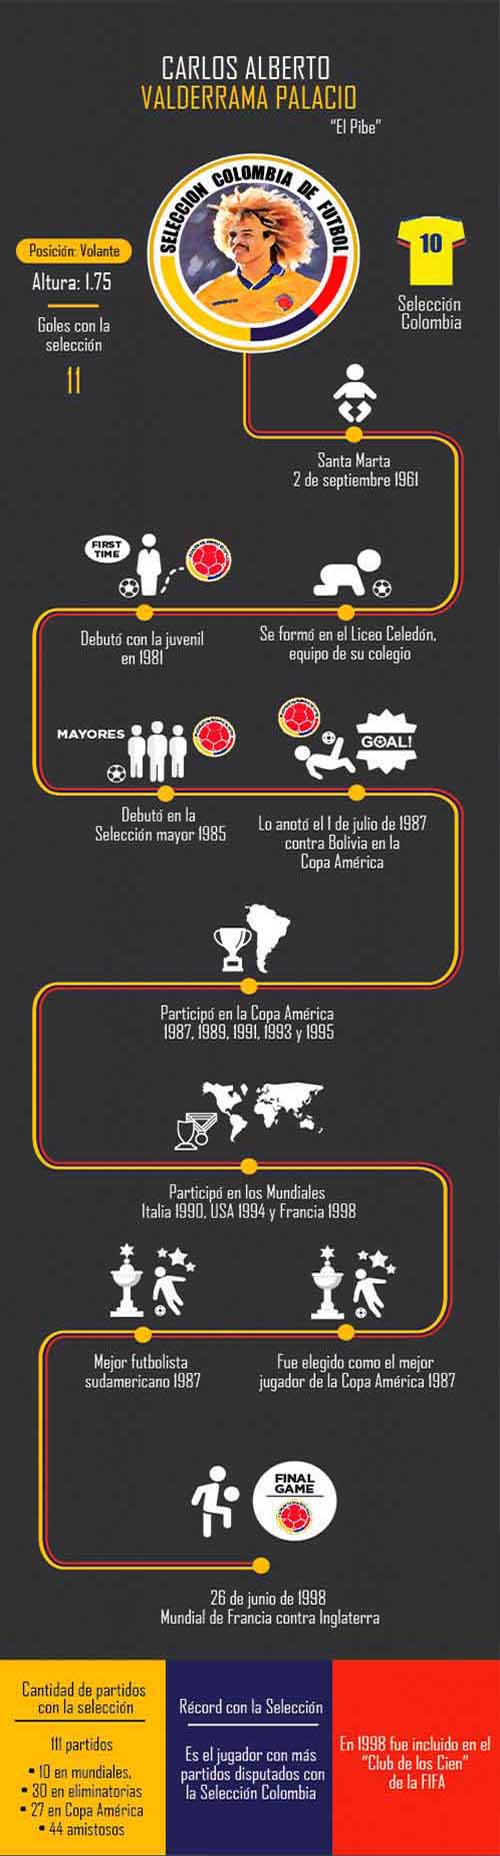 CARLOS ALBERTO
VALDERRAMA PALACIO
"El Pibe"
SELECCION COLOMBIA DE FUTBOL
Posición: Volante
Altura: 1.75
Goles con la
selección
11
10
Selección
Colombia
Santa Marta
2 de septiembre 1961
FIRST
TIME
Debutó con la juvenil
en 1981
Se formó en el Liceo Celedón,
equipo de su colegio
MAYORES
GOAL!
Debutó en la
Selección mayor 1985
Lo anotó el 1 de julio de 1987
contra Bolivia en la
Copa América
Participó en la Copa América
1987, 1989, 1991, 1993 y 1995
Participó en los Mundiales
Italia 1990, USA 1994 y Francia 1998
Mejor futbolista
sudamericano 1987
Fue elegido como el mejor
jugador de la Copa América 1987
FINAL
GAME
26 de junio de 1998
Mundial de Francia contra Inglaterra
Cantidad de partidos
con la selección
111 partidos
• 10 en mundiales,
• 30 en eliminatorias
• 27 en Copa América
• 44 amistosos
Récord con la Selección
Es el jugador con más
partidos disputados con
la Selección Colombia
En 1998 fue incluido en el
"Club de los Cien"
de la FIFA